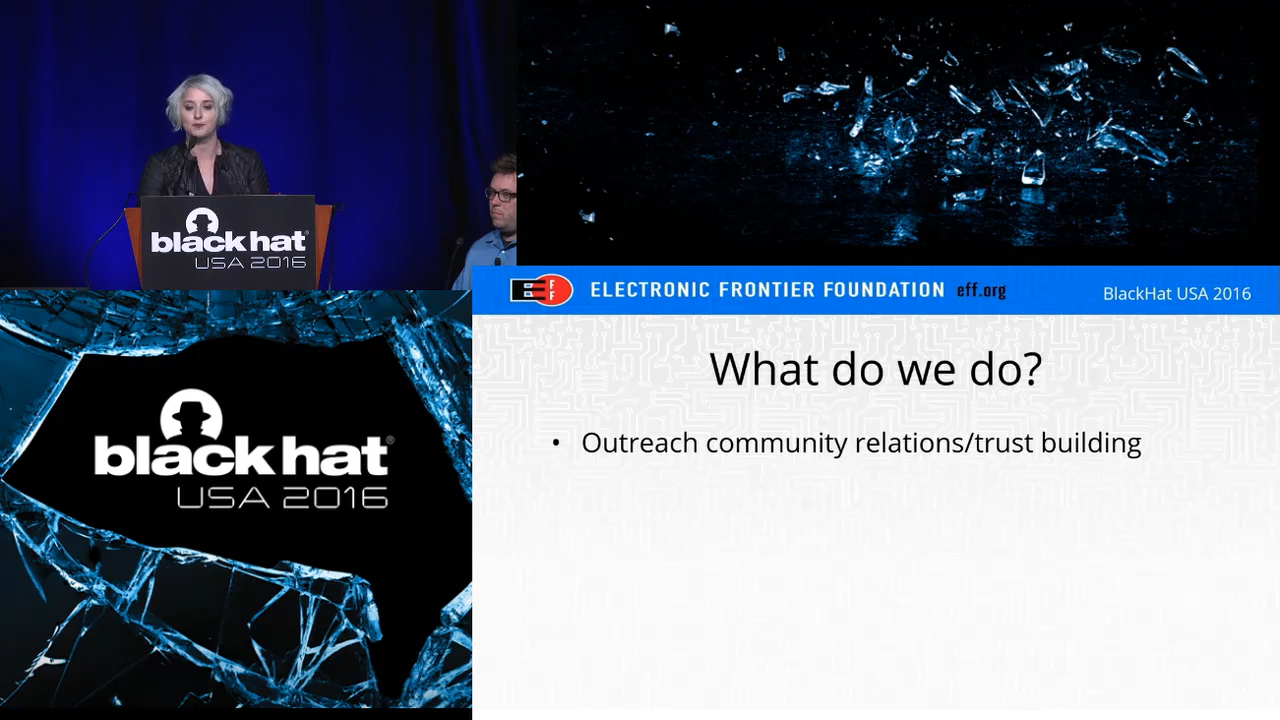 black hat
USA 2016
black hat®
USA 2016
EFF ELECTRONIC FRONTIER FOUNDATION eff.org
BlackHat USA 2016
What do we do?
• Outreach community relations/trust building